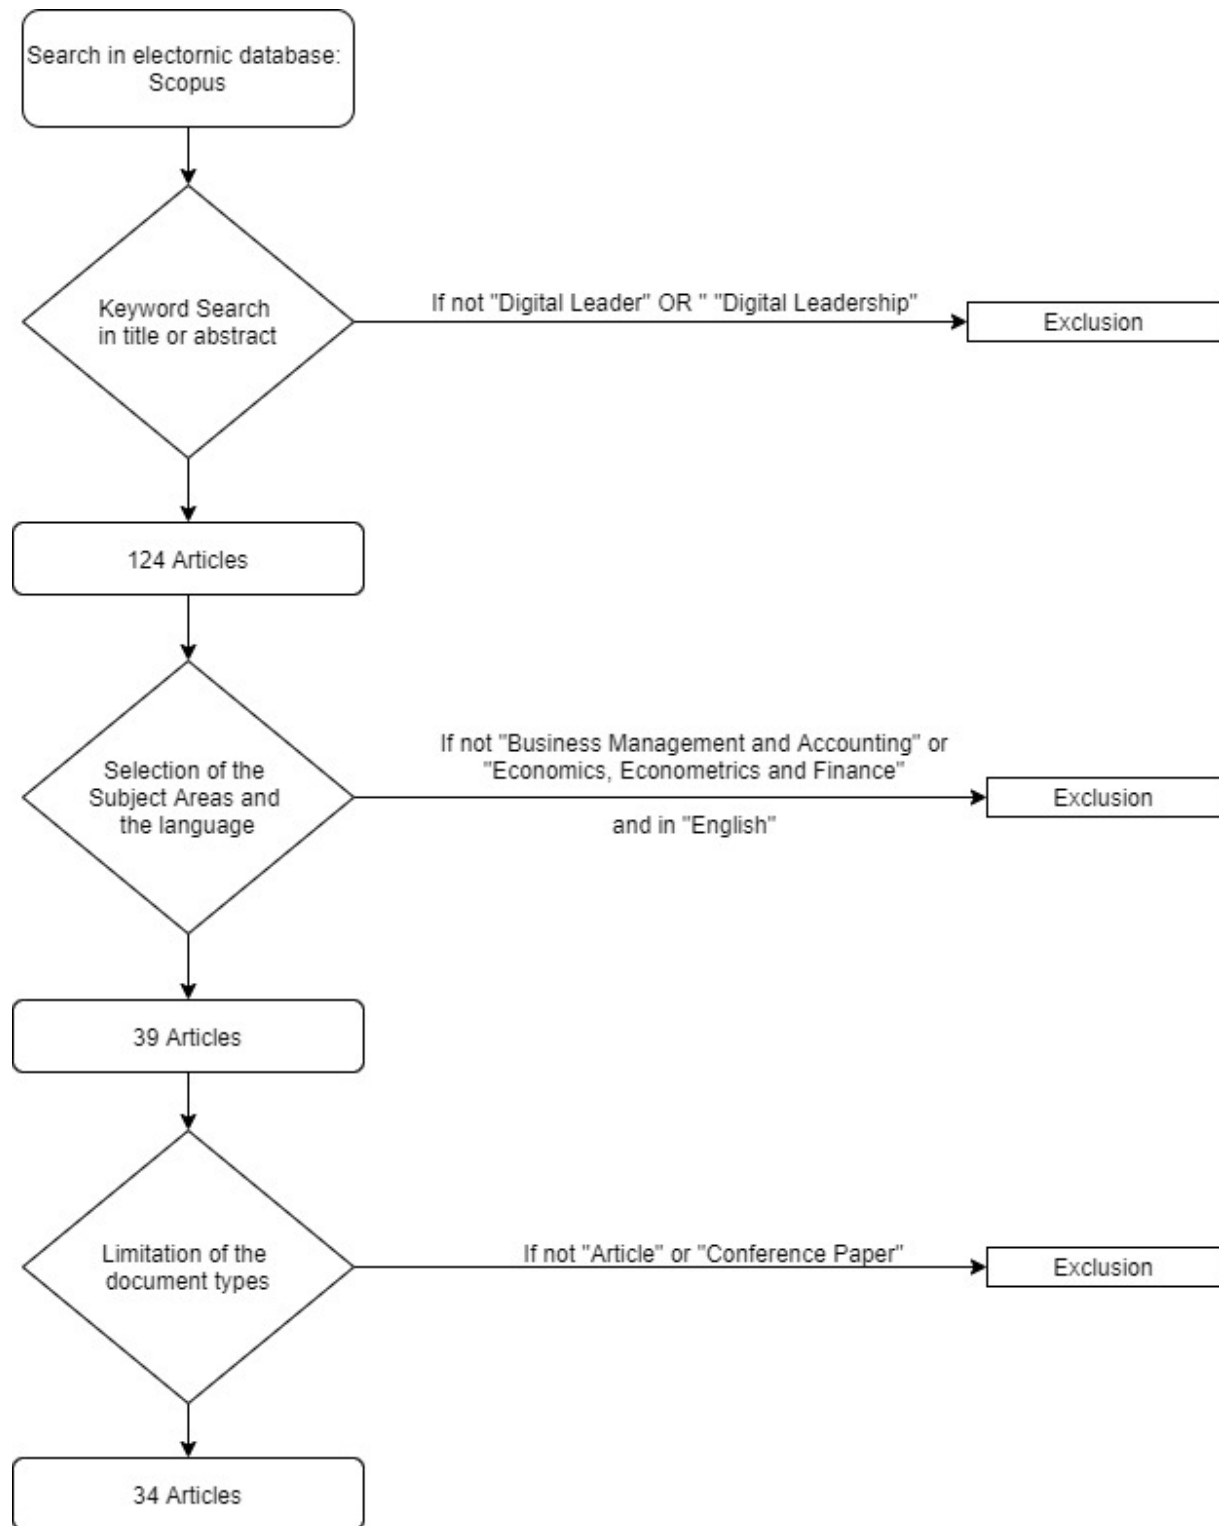 Search in electornic database:
Scopus
Keyword Search
in title or abstract
If not "Digital Leader" OR " "Digital Leadership"
Exclusion
124 Articles
Selection of the
Subject Areas and
the language
If not "Business Management and Accounting" or
"Economics, Econometrics and Finance"
and in "English"
Exclusion
39 Articles
Limitation of the
document types
If not "Article" or "Conference Paper"
Exclusion
34 Articles